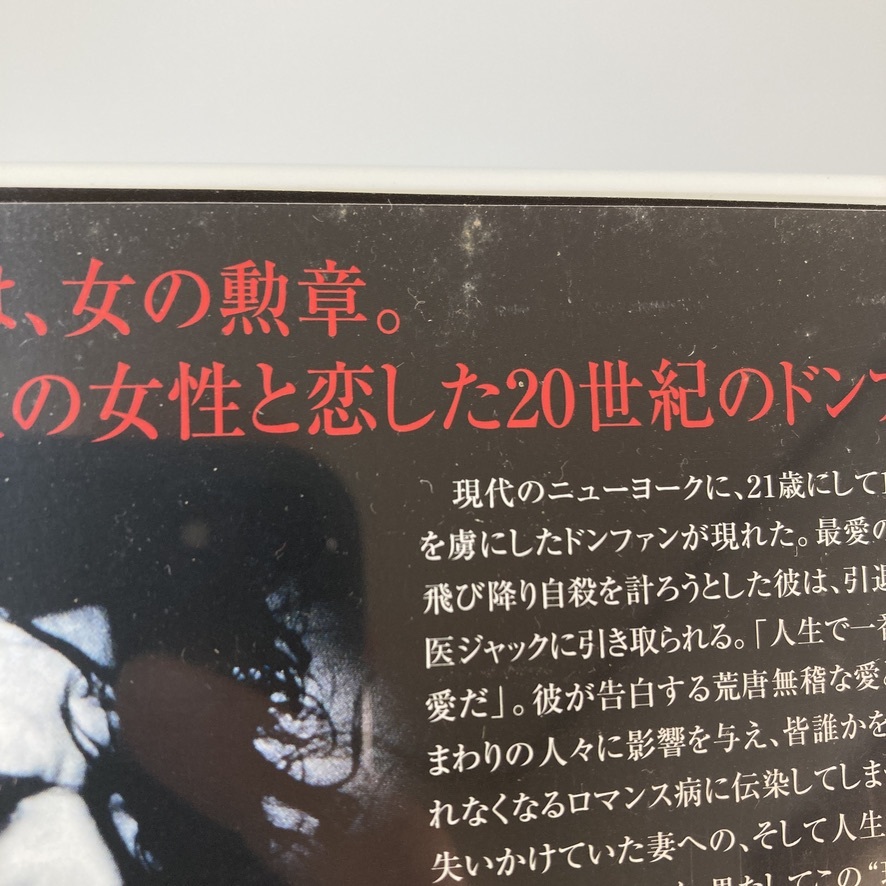 、女の勲章。
の女性と恋した20世紀のドン
現代のニューヨークに、21歳にして
を虜にしたドンファンが現れた。最愛の
飛び降り自殺を計ろうとした彼は、引退
医ジャックに引き取られる。「人生で一番
愛だ」。彼が告白する荒唐無稽な愛
まわりの人々に影響を与え、皆誰かを
れなくなるロマンス病に伝染してしま
失いかけていた妻への、そして人生
してこの“